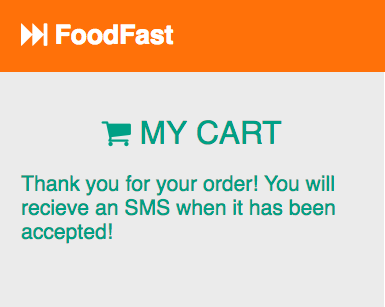 FoodFast
MY CART
Thank you for your order! You will
recieve an SMS when it has been
accepted!